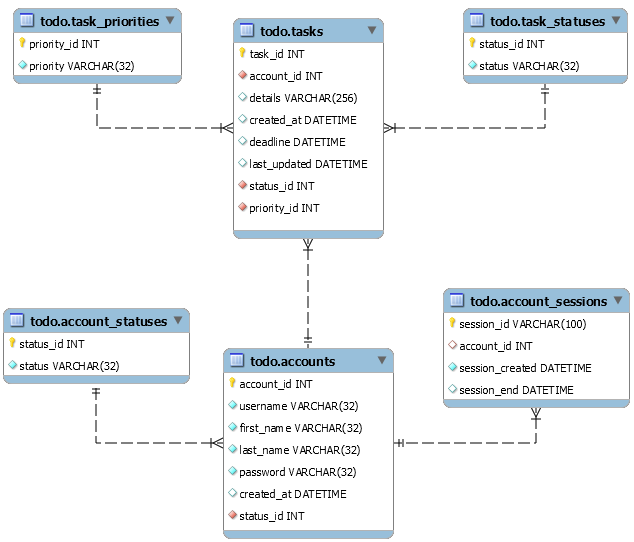 todo.task_priorities
priority_id INT
priority VARCHAR(32)
todo.tasks
task_id INT
account_id INT
details VARCHAR(256)
created_at DATETIME
deadline DATETIME
last_updated DATETIME
status_id INT
priority_id INT
todo.task_statuses
status_id INT
status VARCHAR(32)
todo.account_statuses
status_id INT
status VARCHAR(32)
todo.accounts
account_id INT
username VARCHAR(32)
first_name VARCHAR(32)
last_name VARCHAR(32)
password VARCHAR(32)
created_at DATETIME
status_id INT
todo.account_sessions
session_id VARCHAR(100)
account_id INT
session_created DATETIME
session_end DATETIME